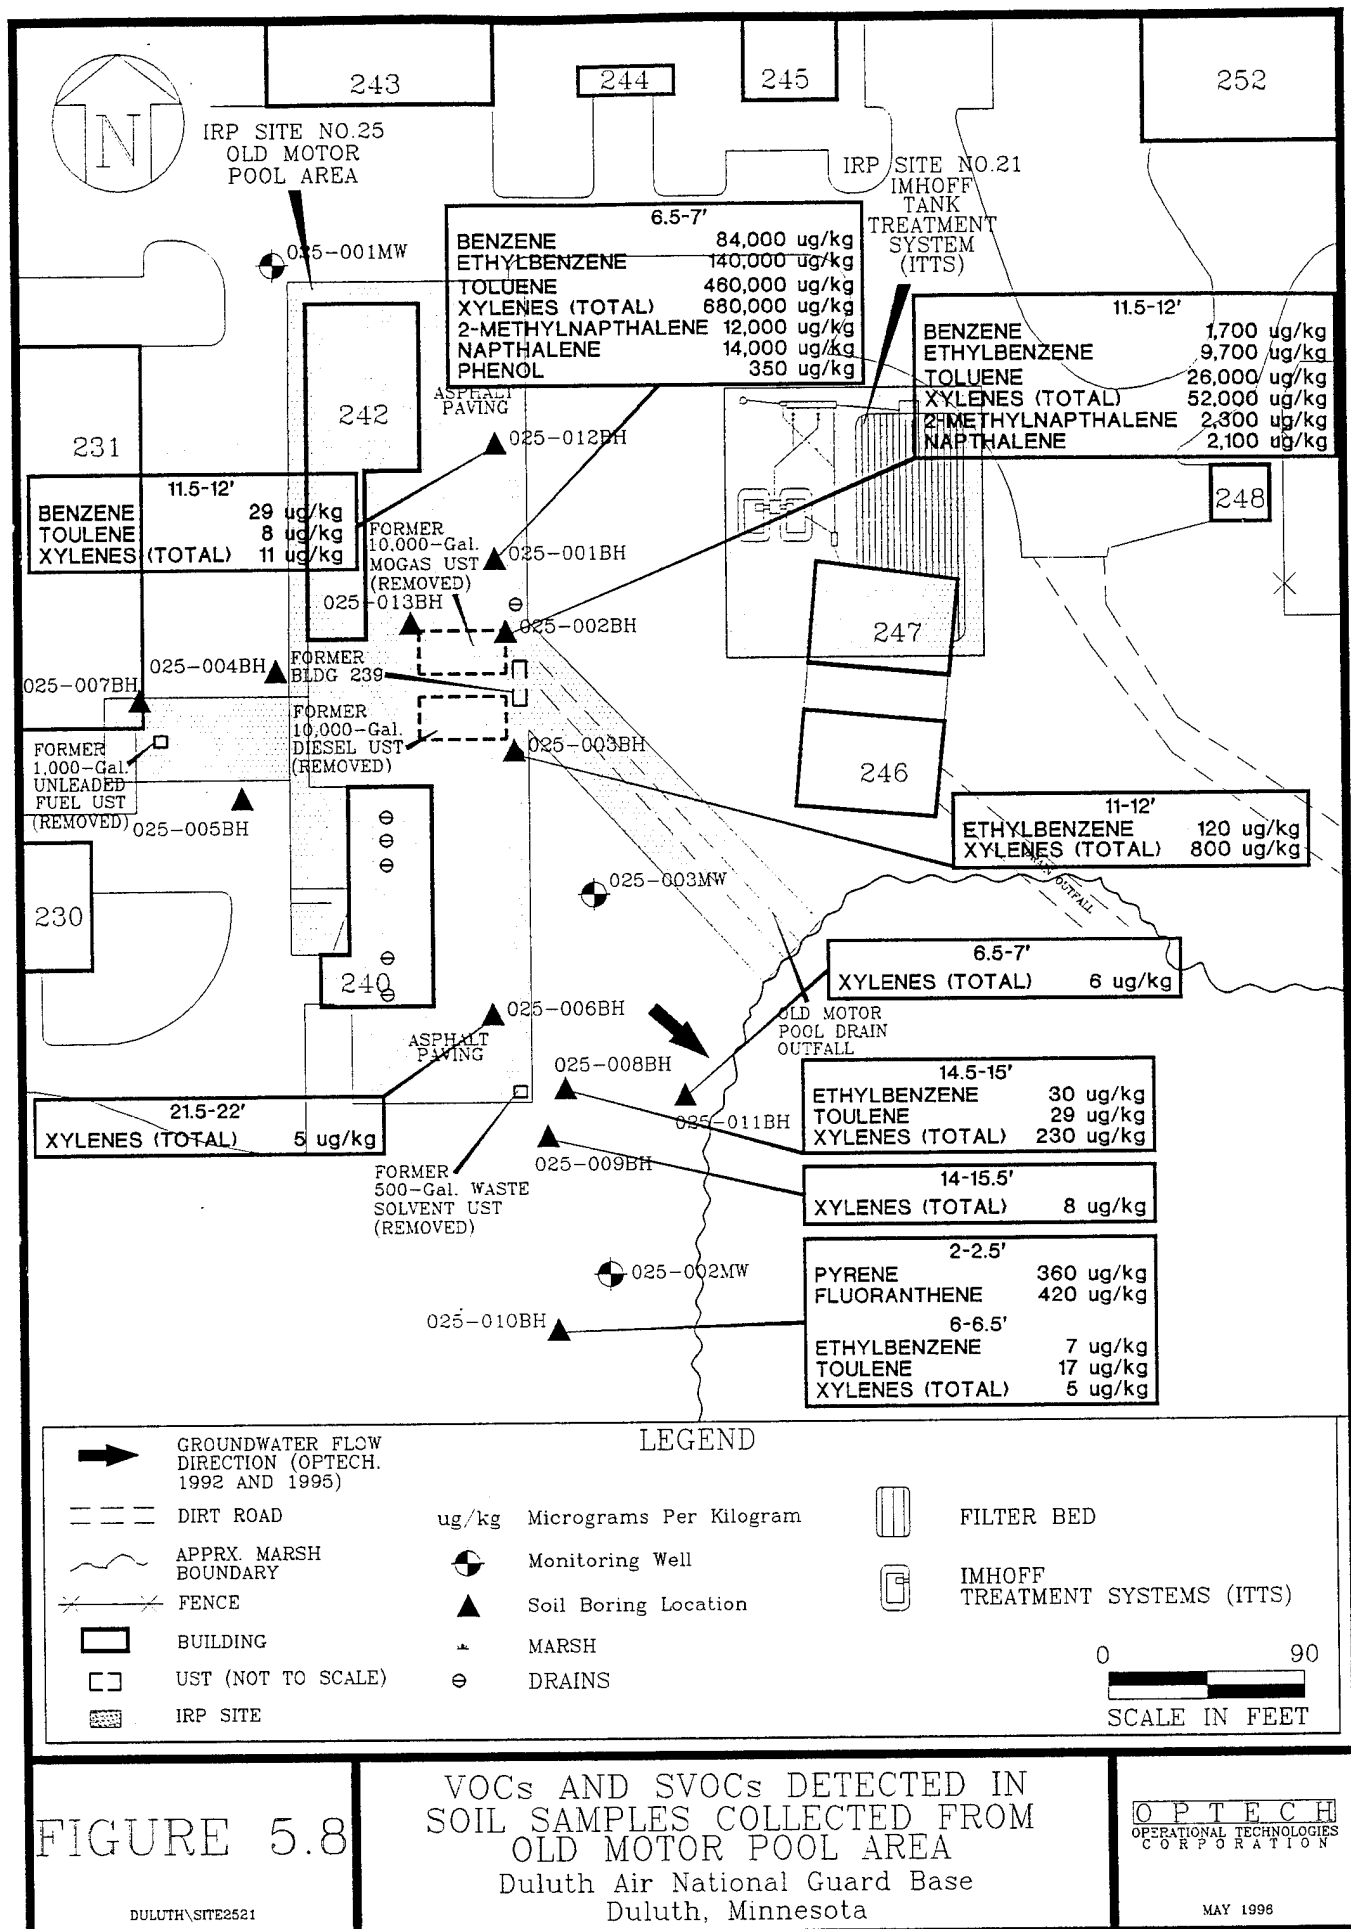 243
244
245
252
N
IRP SITE NO.25
OLD MOTOR
POOL AREA
IRP SITE NO.21
IMHOFF
TANK
TREATMENT
SYSTEM
(ITTS)
025-001MW
6.5-7'
BENZENE 84,000 ug/kg
ETHYLBENZENE 140,000 ug/kg
TOLUENE 460,000 ug/kg
XYLENES (TOTAL) 680,000 ug/kg
2-METHYLNAPTHALENE 12,000 ug/kg
NAPTHALENE 14,000 ug/kg
PHENOL 350 ug/kg
11.5-12'
BENZENE 1,700 ug/kg
ETHYLBENZENE 9,700 ug/kg
TOLUENE 26,000 ug/kg
XYLENES (TOTAL) 52,000 ug/kg
2-METHYLNAPTHALENE 2,300 ug/kg
NAPTHALENE 2,100 ug/kg
ASPHALT
PAVING
242
231
025-012BH
248
11.5-12'
BENZENE 29 ug/kg
TOULENE 8 ug/kg
XYLENES (TOTAL) 11 ug/kg
FORMER
10,000-Gal.
MOGAS UST
(REMOVED)
025-001BH
025-013BH
025-002BH
247
025-004BH
FORMER
BLDG 239
025-007BH
FORMER
10,000-Gal.
DIESEL UST
(REMOVED)
025-003BH
FORMER
1,000-Gal.
UNLEADED
FUEL UST
(REMOVED)
025-005BH
246
11-12'
ETHYLBENZENE 120 ug/kg
XYLENES (TOTAL) 800 ug/kg
OUTFALL
025-003MW
230
240
6.5-7'
XYLENES (TOTAL) 6 ug/kg
025-006BH
OLD MOTOR
POOL DRAIN
OUTFALL
ASPHALT
PAVING
025-008BH
025-011BH
14.5-15'
ETHYLBENZENE 30 ug/kg
TOULENE 29 ug/kg
XYLENES (TOTAL) 230 ug/kg
21.5-22'
XYLENES (TOTAL) 5 ug/kg
025-009BH
FORMER
500-Gal. WASTE
SOLVENT UST
(REMOVED)
14-15.5'
XYLENES (TOTAL) 8 ug/kg
025-002MW
025-010BH
2-2.5'
PYRENE 360 ug/kg
FLUORANTHENE 420 ug/kg
6-6.5'
ETHYLBENZENE 7 ug/kg
TOULENE 17 ug/kg
XYLENES (TOTAL) 5 ug/kg
LEGEND
GROUNDWATER FLOW
DIRECTION (OPTECH.
1992 AND 1995)
DIRT ROAD
APPRX. MARSH
BOUNDARY
FENCE
BUILDING
UST (NOT TO SCALE)
IRP SITE
ug/kg Micrograms Per Kilogram
Monitoring Well
Soil Boring Location
MARSH
DRAINS
FILTER BED
IMHOFF
TREATMENT SYSTEMS (ITTS)
0 90
SCALE IN FEET
FIGURE 5.8
DULUTH\SITE2521
VOCs AND SVOCs DETECTED IN
SOIL SAMPLES COLLECTED FROM
OLD MOTOR POOL AREA
Duluth Air National Guard Base
Duluth, Minnesota
OPTECH
OPERATIONAL TECHNOLOGIES
CORPORATION
MAY 1996